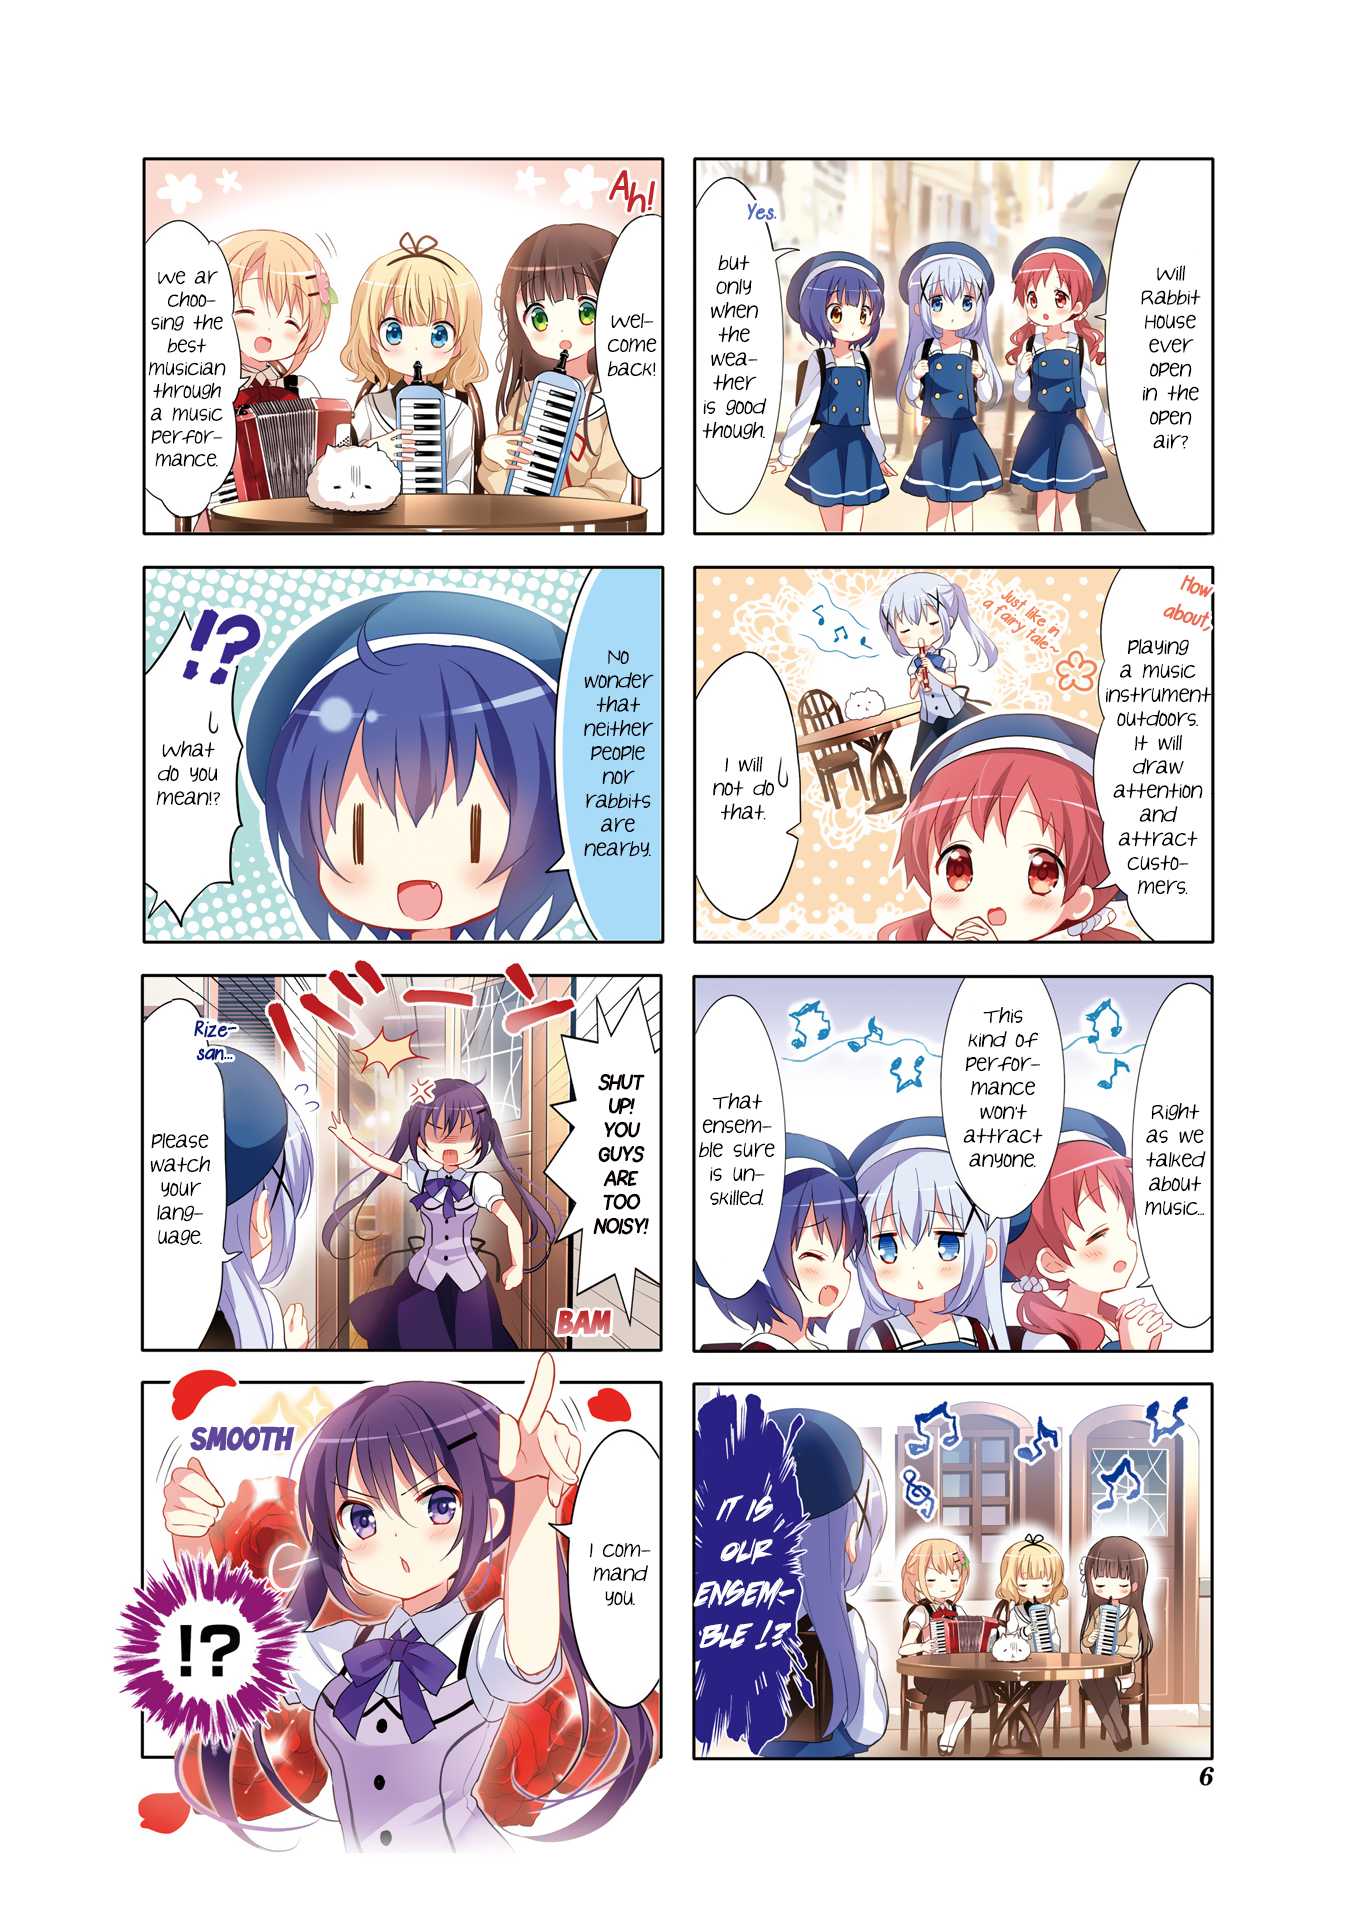 Will
Rabbit
House
ever
open
in the
open
air?
Yes.
but
only
when
the
wea-
ther
is good
though.
How
about,
Playing
a music
instrument
outdoors.
It will
draw
attention
and
attract
custo-
mers.
Just like in
a fairy tale~
I will
not do
that.
Right
as we
talked
about
music...
This
kind of
perfor-
mance
won't
attract
anyone.
That
ensem-
ble sure
is un-
skilled.
IT IS
OUR
ENSEM-
BLE!?
Ah!
Wel-
come
back!
We ar
choo-
sing the
best
musician
through
a music
perfor-
mance.
No
wonder
that
neither
people
nor
rabbits
are
nearby.
!?
What
do you
mean!?
バーン
SHUT
UP!
YOU
GUYS
ARE
TOO
NOISY!
BAM
Rize-
san...
Please
watch
your
lang-
uage.
I com-
mand
you.
SMOOTH
!?
6